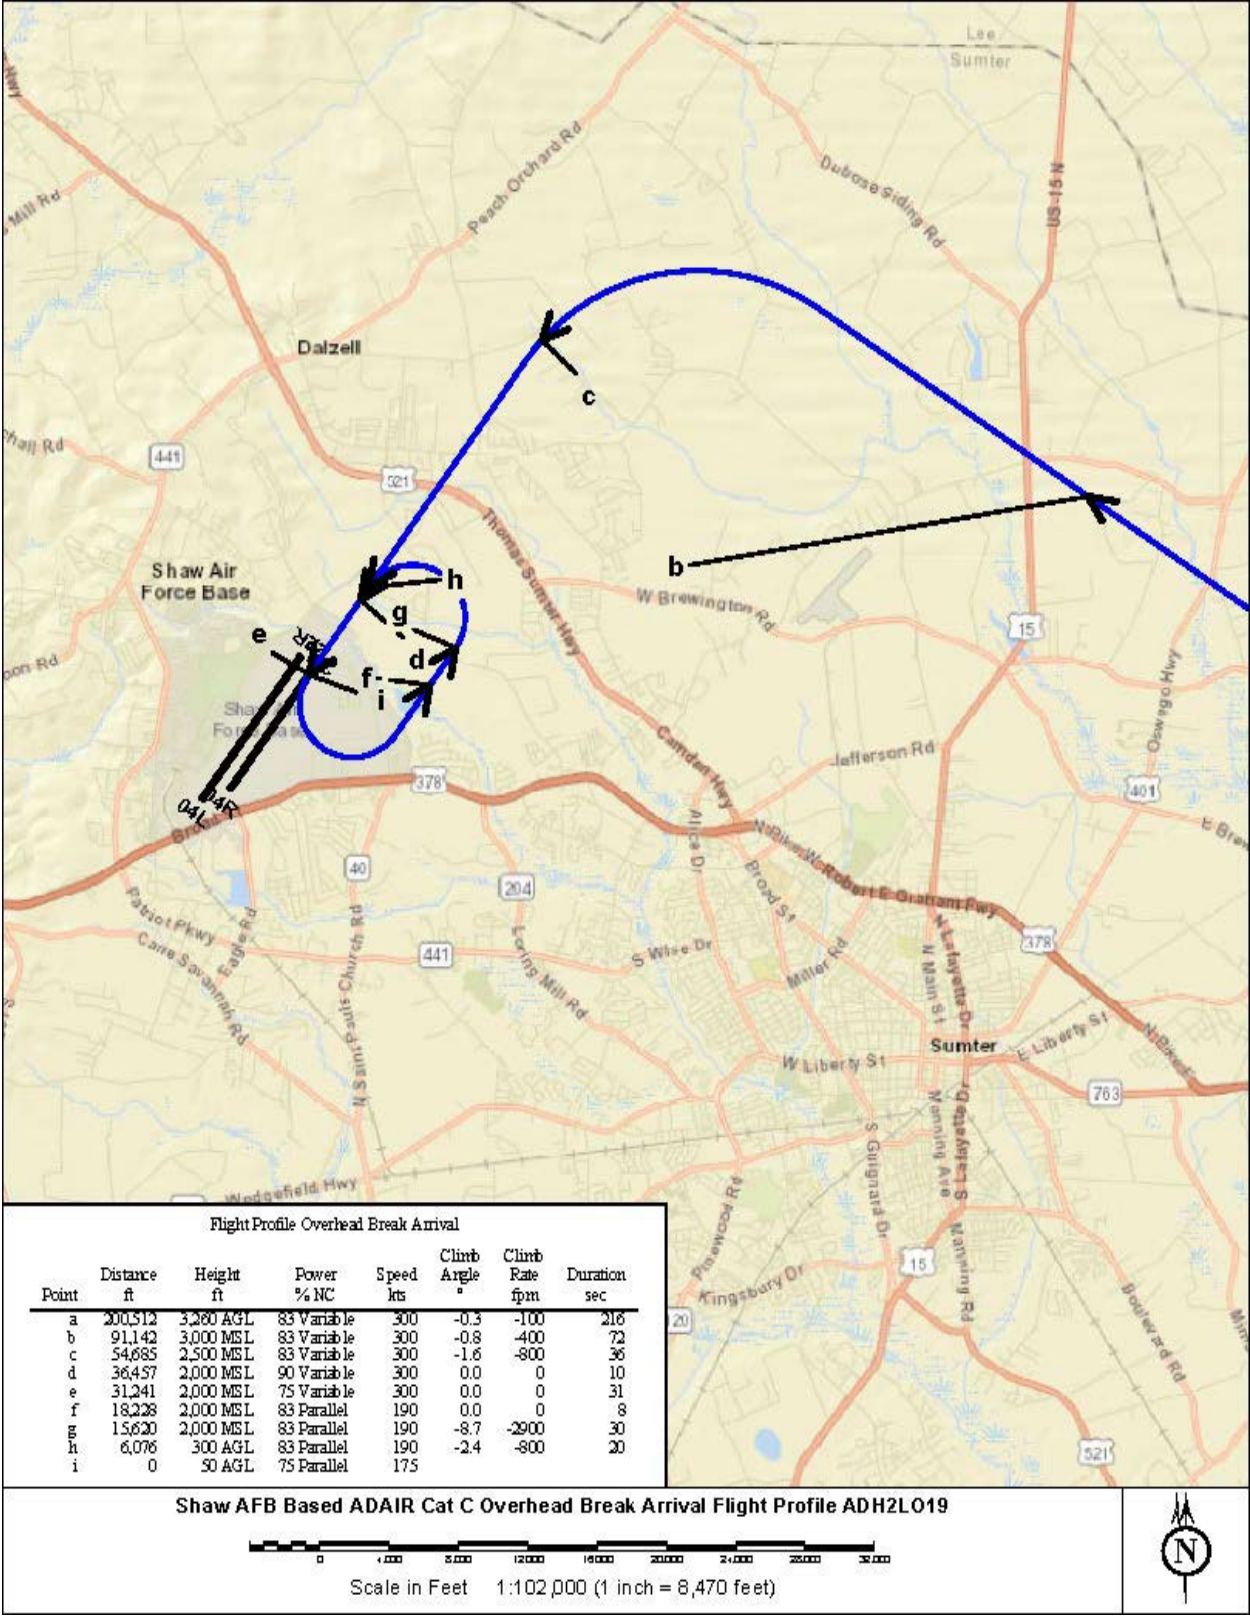 Lee
Sumter
Hwy
Peach Orchard Rd
Dubose Siding Rd
US-15 N
s Mill Rd
Dalzell
c
chall Rd
441
521
Thomas Sumter Hwy
Shaw Air
Force Base
h
b
W Brewington Rd
g
e
15
oon Rd
d
f-
i
Oswego Hwy
Camden Hwy
Jefferson Rd
378
401
04L
04R
Alice Dr
E Brew
N Pike W
Robert E Graham Fwy
40
204
Broad St
Patriot Pkwy
Eagle Rd
Cane Savannah Rd
N Saint Pauls Church Rd
441
Loring Mill Rd
S Wise Dr
Miller Rd
N Main St
N Lafayette Dr
378
Sumter
E Liberty St
N Pike E
W Liberty St
763
Manning Ave
S Lafayette Dr
S Guignard Dr
Wedgefield Hwy
Pinewood Rd
Manning Rd
15
Kingsbury Dr
20
Boulevard Rd
521
Flight Profile Overhead Break Arrival
Climb Climb
Distance Height Power Speed Angle Rate Duration
Point ft ft % NC kts ° fpm sec
a 200,512 3,260 AGL 83 Variable 300 -0.3 -100 216
b 91,142 3,000 MSL 83 Variable 300 -0.8 -400 72
c 54,685 2,500 MSL 83 Variable 300 -1.6 -800 36
d 36,457 2,000 MSL 90 Variable 300 0.0 0 10
e 31,241 2,000 MSL 75 Variable 300 0.0 0 31
f 18,228 2,000 MSL 83 Parallel 190 0.0 0 8
g 15,620 2,000 MSL 83 Parallel 190 -8.7 -2900 30
h 6,076 300 AGL 83 Parallel 190 -2.4 -800 20
i 0 50 AGL 75 Parallel 175
Shaw AFB Based ADAIR Cat C Overhead Break Arrival Flight Profile ADH2LO19
0 4,000 8,000 12,000 16,000 20,000 24,000 28,000 32,000
Scale in Feet 1:102,000 (1 inch = 8,470 feet)
N